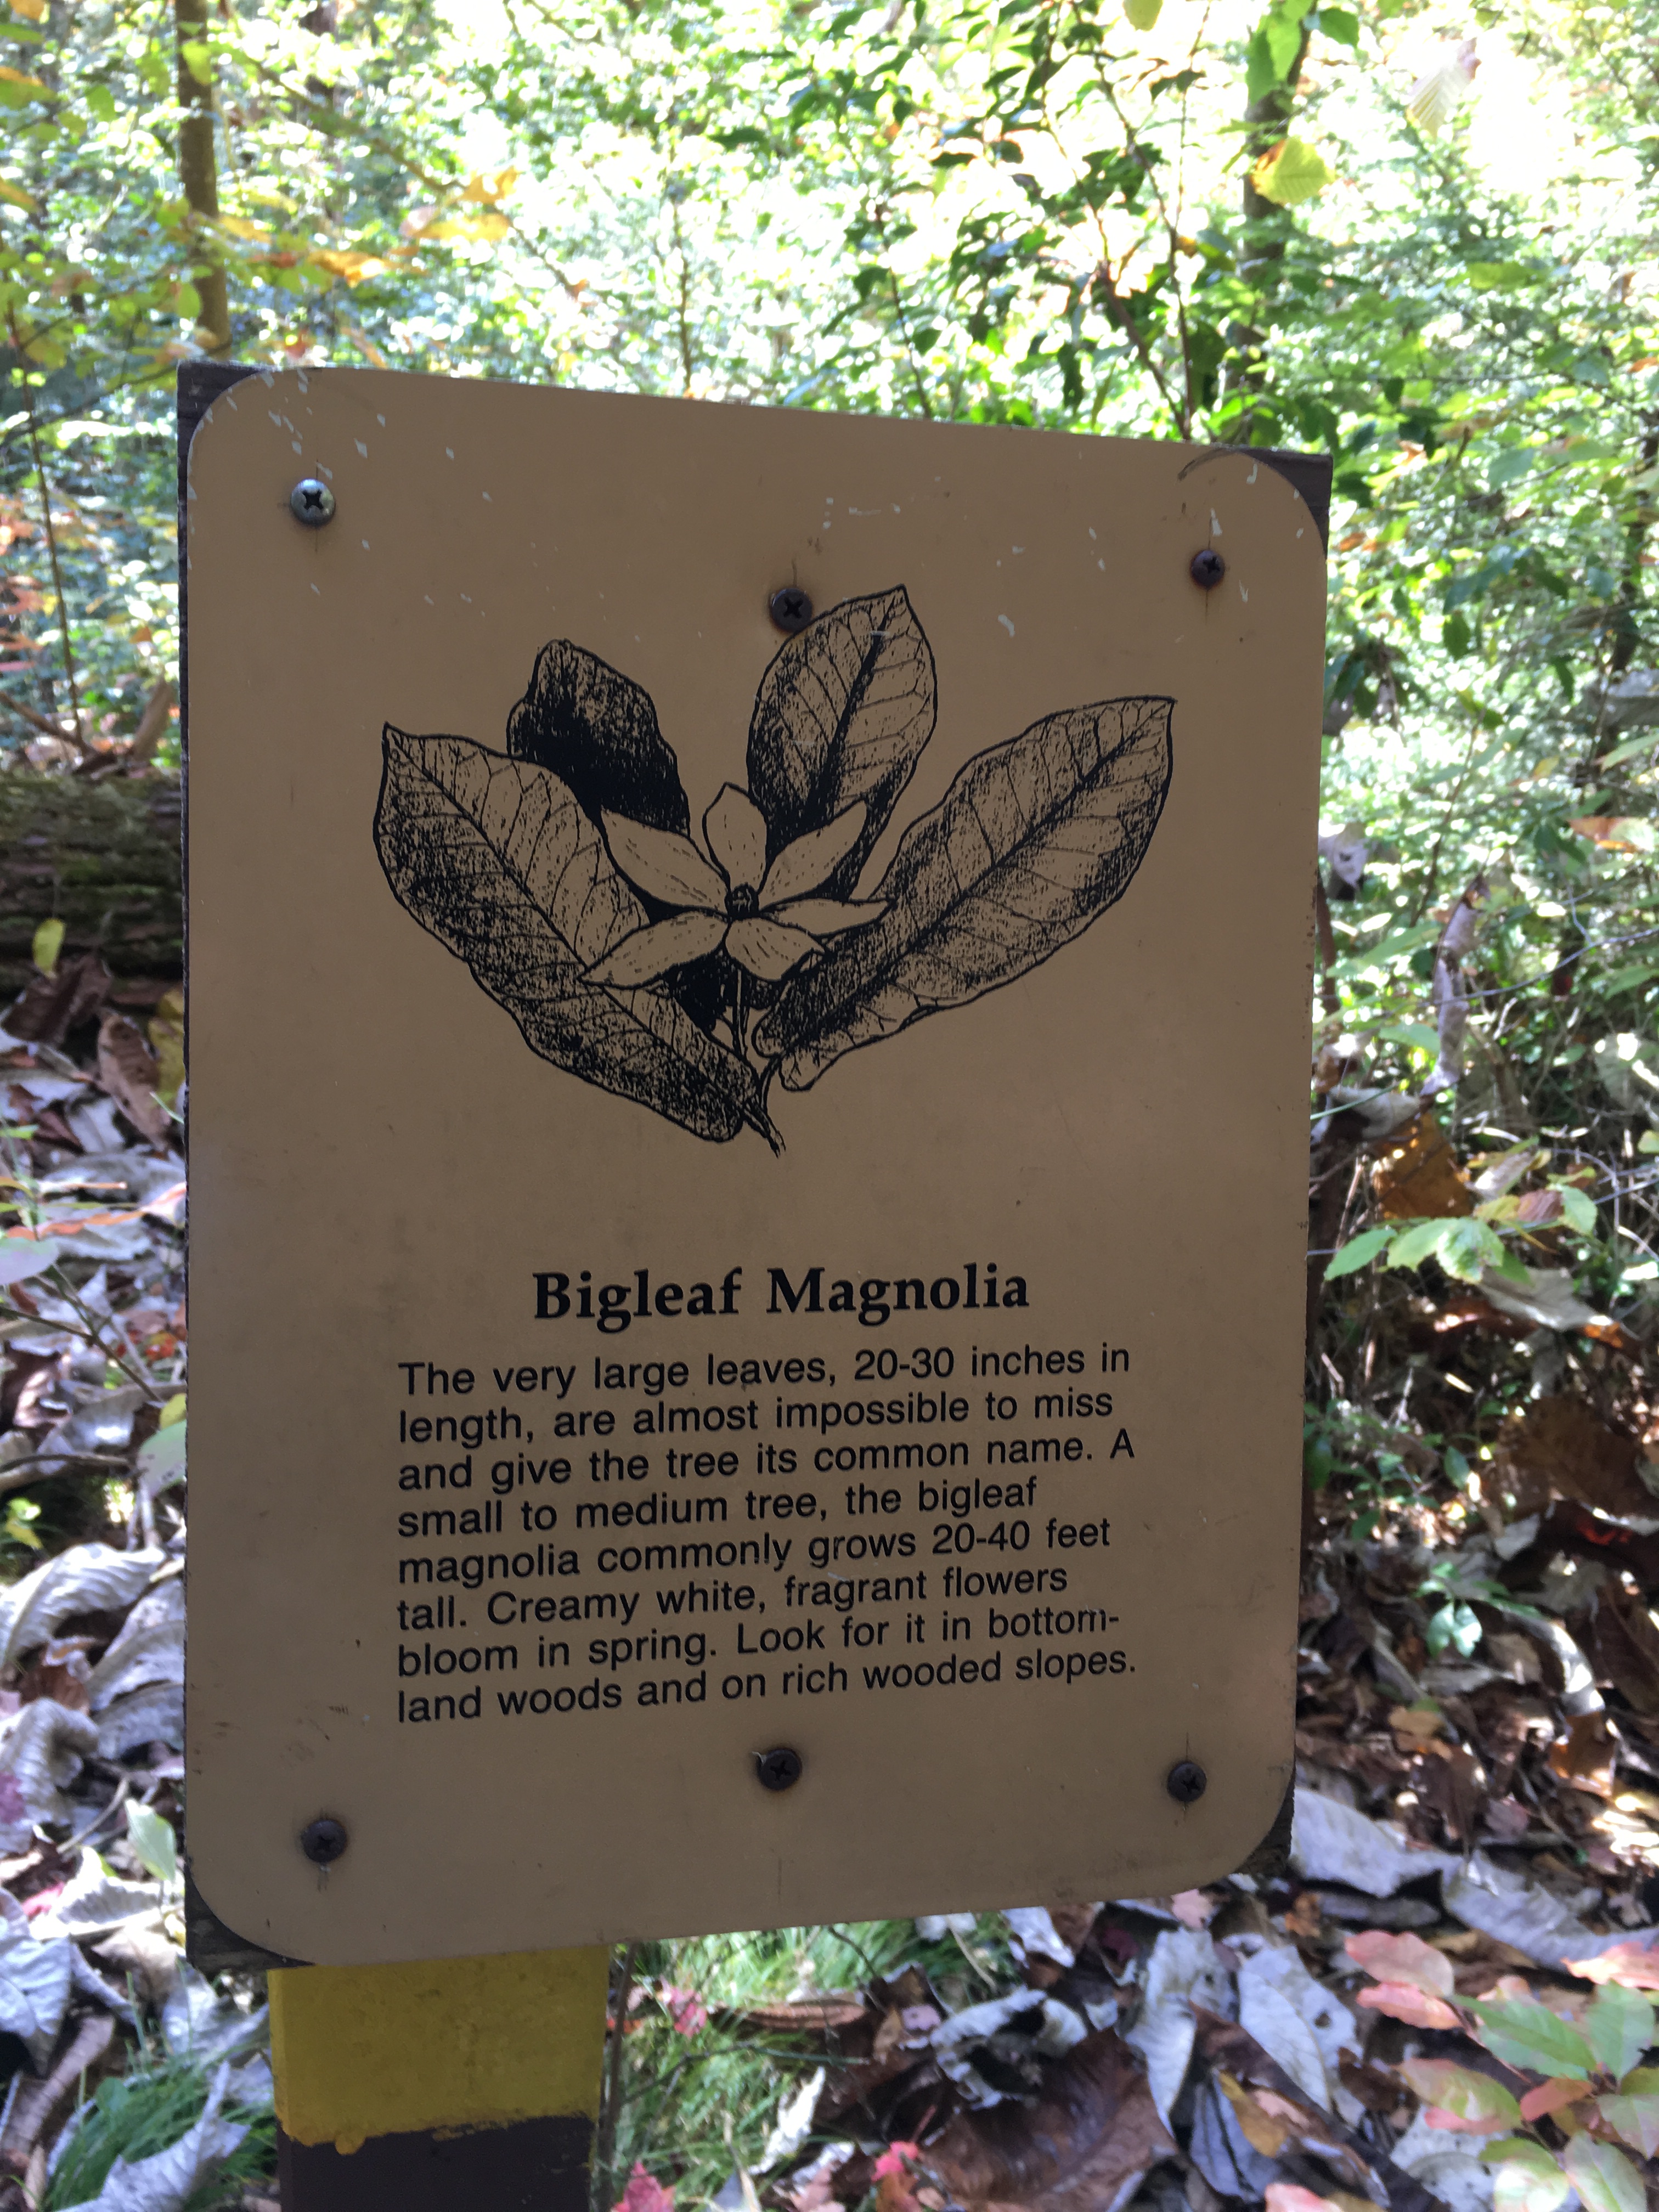 Bigleaf Magnolia
The very large leaves, 20-30 inches in
length, are almost impossible to miss
and give the tree its common name. A
small to medium tree, the bigleaf
magnolia commonly grows 20-40 feet
tall. Creamy white, fragrant flowers
bloom in spring. Look for it in bottom-
land woods and on rich wooded slopes.